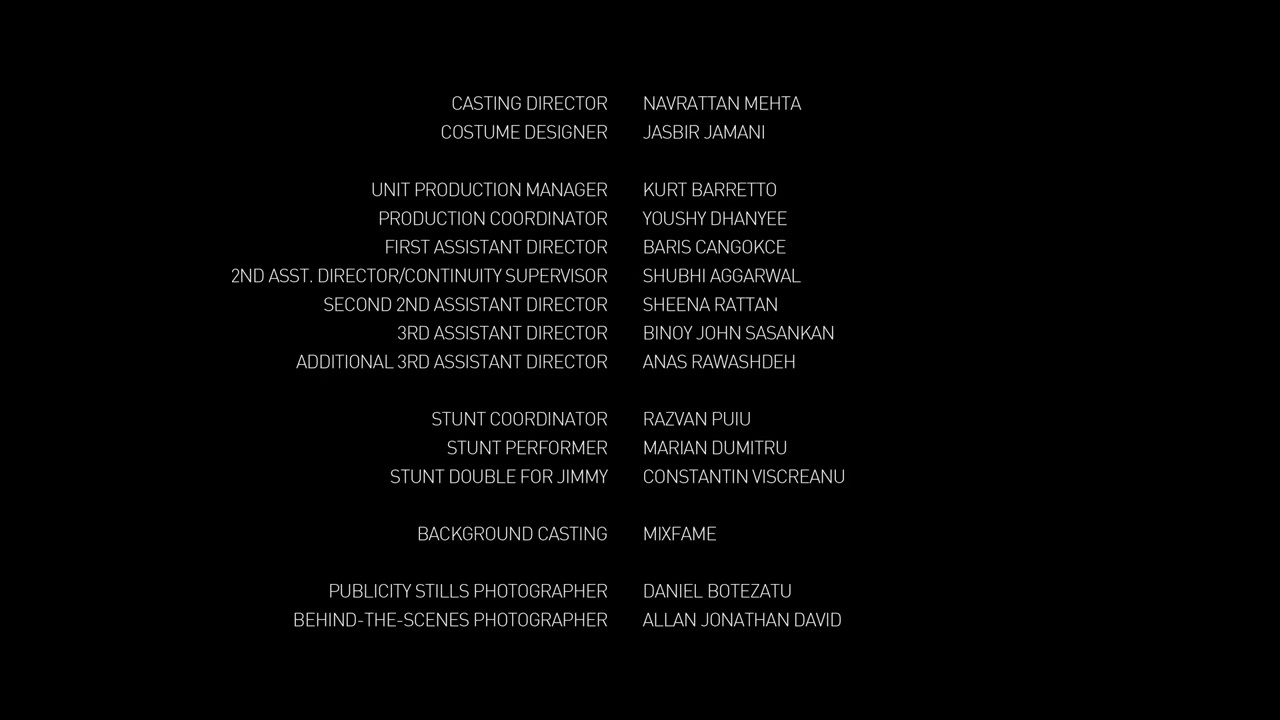 CASTING DIRECTOR NAVRATTAN MEHTA
COSTUME DESIGNER JASBIR JAMANI
UNIT PRODUCTION MANAGER KURT BARRETTO
PRODUCTION COORDINATOR YOUSHY DHANYEE
FIRST ASSISTANT DIRECTOR BARIS CANGOKCE
2ND ASST. DIRECTOR/CONTINUITY SUPERVISOR SHUBHI AGGARWAL
SECOND 2ND ASSISTANT DIRECTOR SHEENA RATTAN
3RD ASSISTANT DIRECTOR BINOY JOHN SASANKAN
ADDITIONAL 3RD ASSISTANT DIRECTOR ANAS RAWASHDEH
STUNT COORDINATOR RAZVAN PUIU
STUNT PERFORMER MARIAN DUMITRU
STUNT DOUBLE FOR JIMMY CONSTANTIN VISCREANU
BACKGROUND CASTING MIXFAME
PUBLICITY STILLS PHOTOGRAPHER DANIEL BOTEZATU
BEHIND-THE-SCENES PHOTOGRAPHER ALLAN JONATHAN DAVID